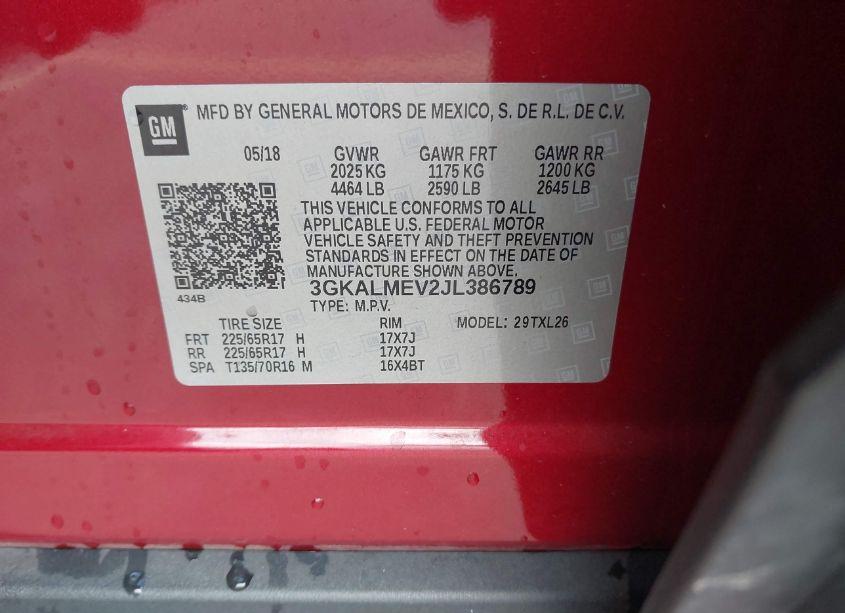 GM ® MFD BY GENERAL MOTORS DE MEXICO, S. DE R.L. DE C.V.
05/18 GVWR GAWR FRT GAWR RR
2025 KG 1175 KG 1200 KG
4464 LB 2590 LB 2645 LB
THIS VEHICLE CONFORMS TO ALL
APPLICABLE U.S. FEDERAL MOTOR
VEHICLE SAFETY AND THEFT PREVENTION
STANDARDS IN EFFECT ON THE DATE OF
MANUFACTURE SHOWN ABOVE.
434B 3GKALMEV2JL386789
TYPE: M.P.V.
TIRE SIZE RIM MODEL: 29TXL26
FRT 225/65R17 H 17X7J
RR 225/65R17 H 17X7J
SPA T135/70R16 M 16X4BT